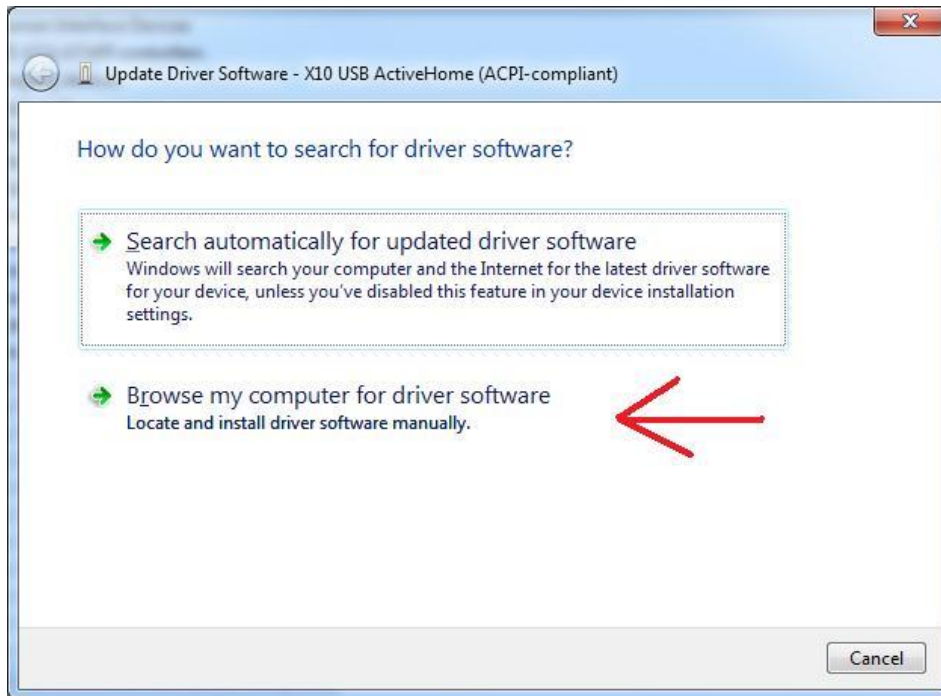 Update Driver Software - X10 USB ActiveHome (ACPI-compliant)
How do you want to search for driver software?
Search automatically for updated driver software
Windows will search your computer and the Internet for the latest driver software
for your device, unless you've disabled this feature in your device installation
settings.
Browse my computer for driver software
Locate and install driver software manually.
Cancel